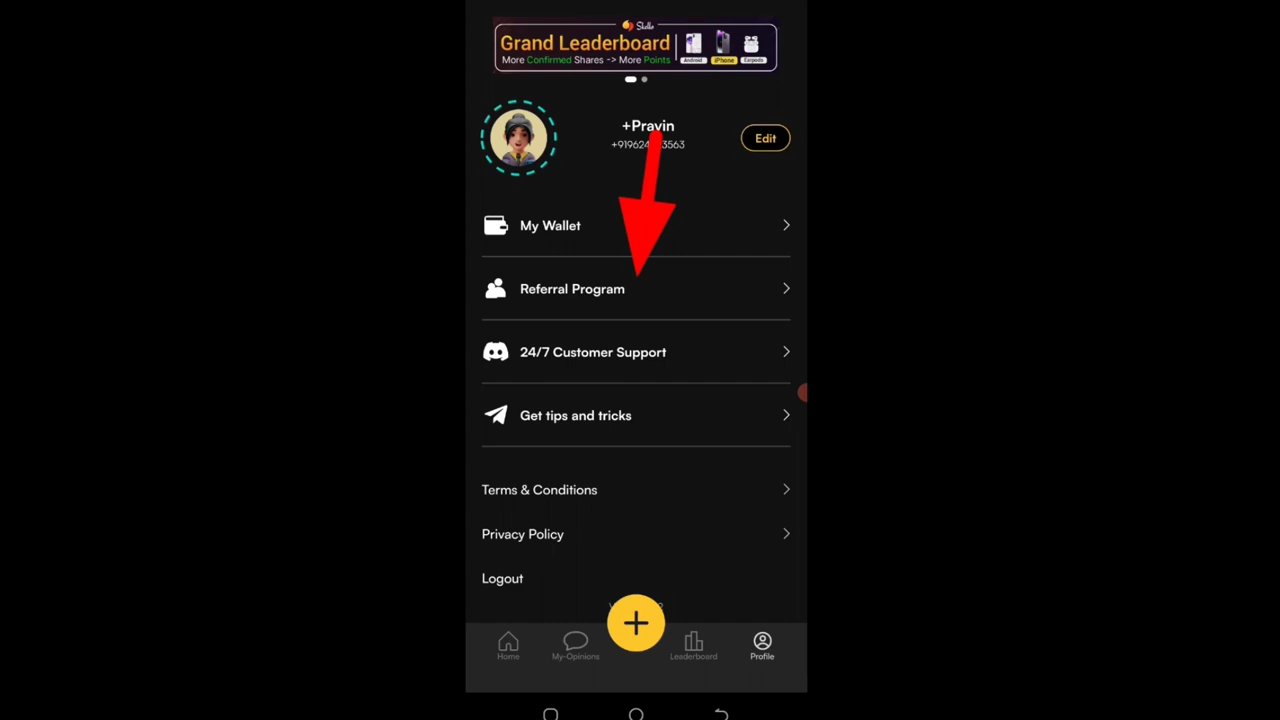 Skello
Grand Leaderboard
More Confirmed Shares -> More Points
Android
iPhone
Earpods
+Pravin
Edit
My Wallet
Referral Program
24/7 Customer Support
Get tips and tricks
Terms & Conditions
Privacy Policy
Logout
Home
My-Opinions
Leaderboard
Profile